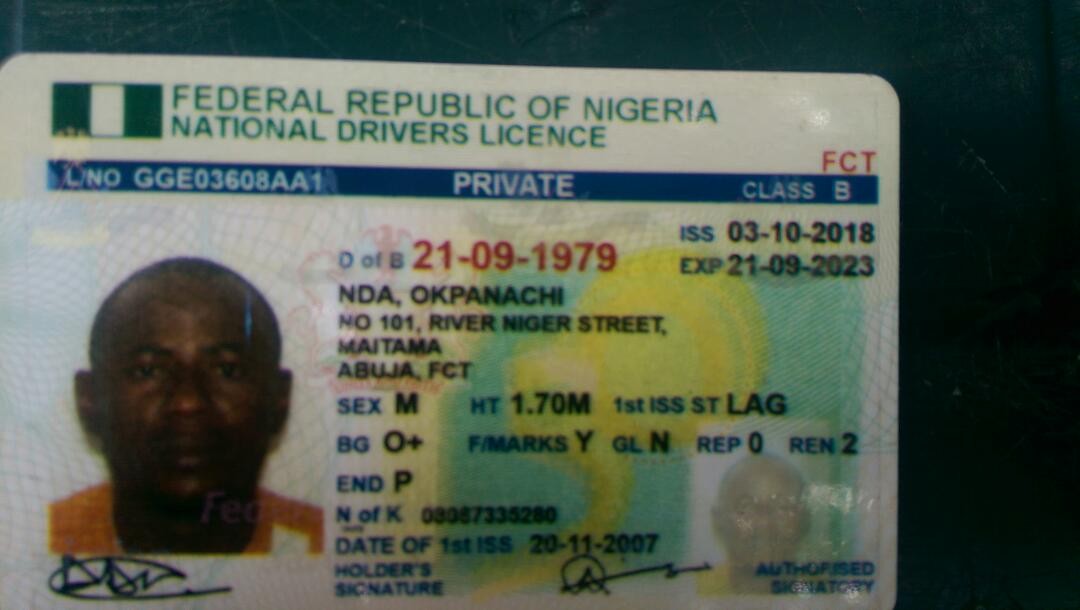 FEDERAL REPUBLIC OF NIGERIA
NATIONAL DRIVERS LICENCE
FCT
L/NO GGE03608AA1 PRIVATE CLASS B
ISS 03-10-2018
D of B 21-09-1979 EXP 21-09-2023
NDA, OKPANACHI
NO 101, RIVER NIGER STREET,
MAITAMA
ABUJA, FCT
SEX M HT 1.70M 1st ISS ST LAG
BG O+ F/MARKS Y GL N REP 0 REN 2
END P
N of K 08087335280
DATE OF 1st ISS 20-11-2007
HOLDER'S SIGNATURE
AUTHORISED SIGNATORY